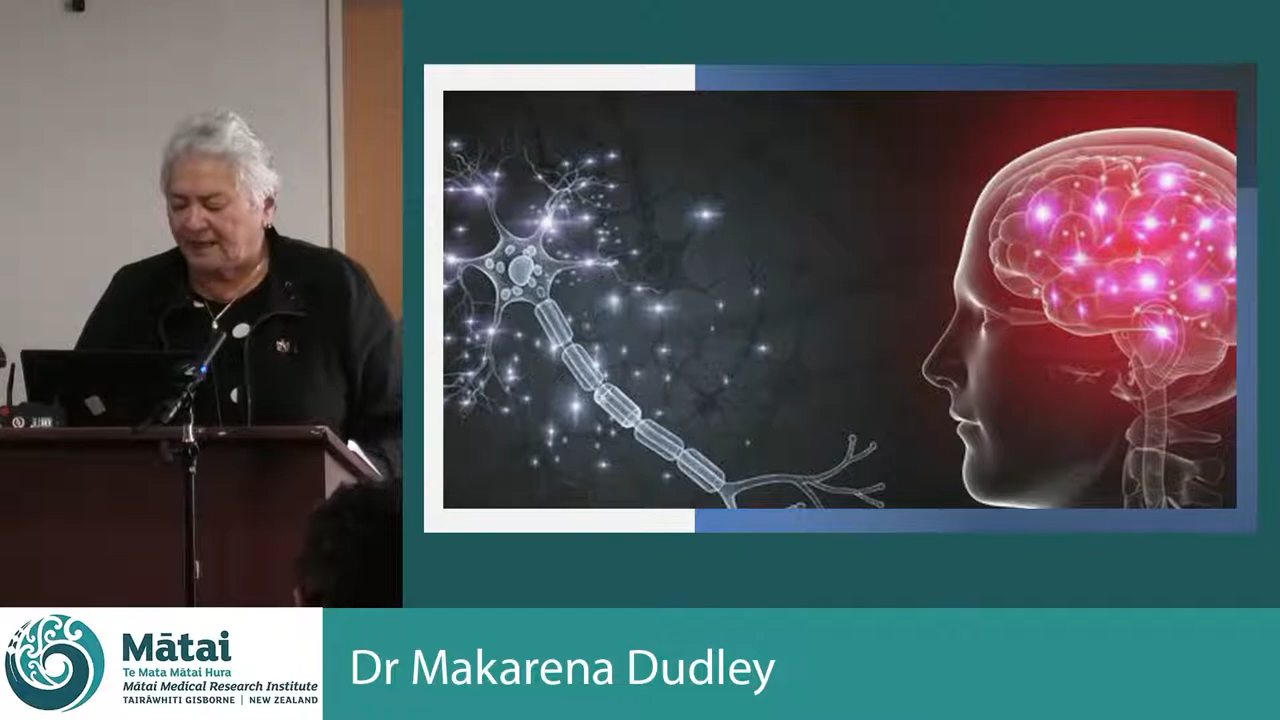 Mātai
Te Mata Mātai Hura
Mātai Medical Research Institute
TAIRĀWHITI GISBORNE | NEW ZEALAND
Dr Makarena Dudley